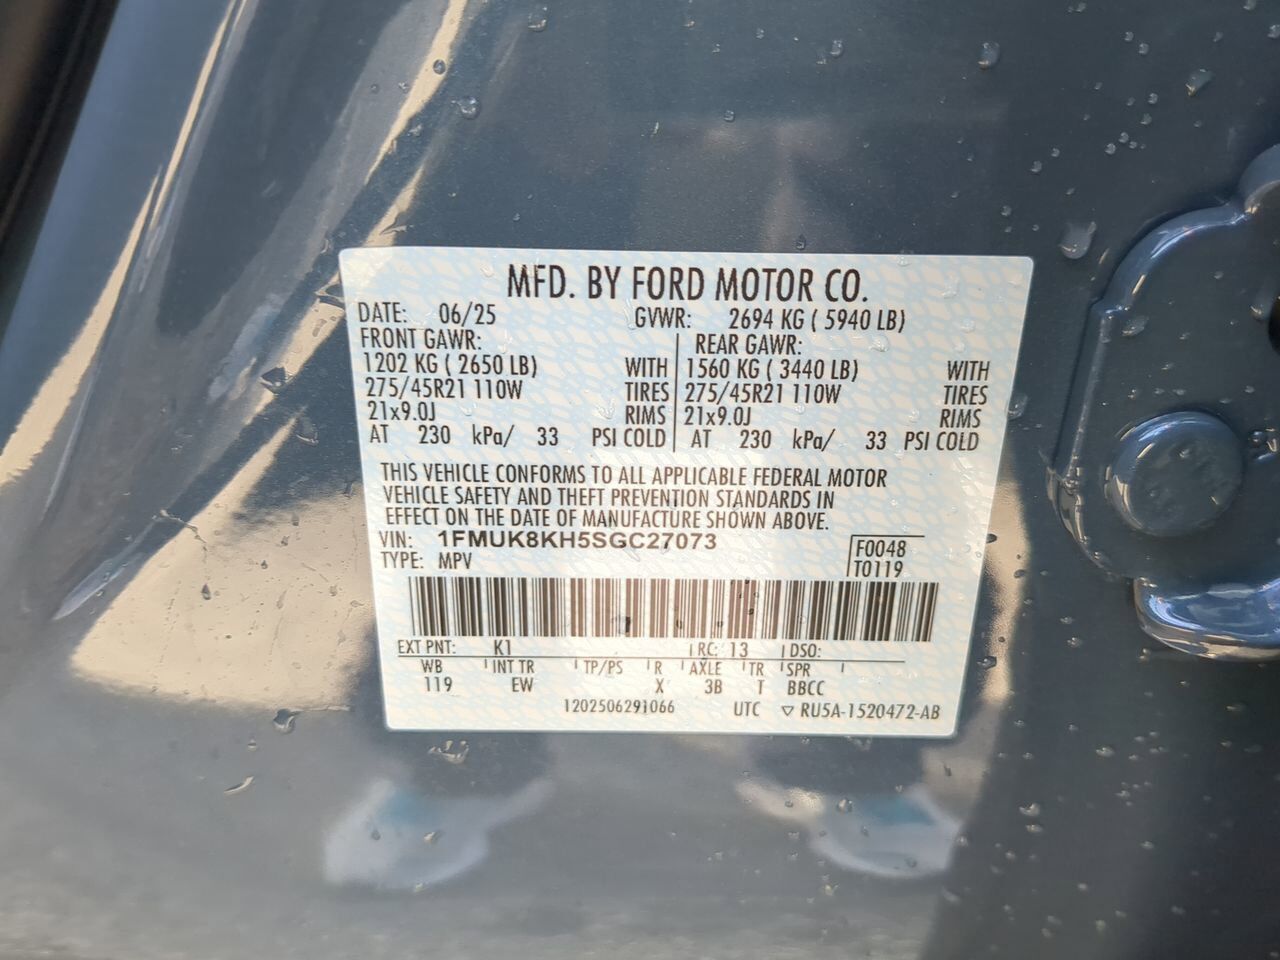 MFD. BY FORD MOTOR CO.
DATE: 06/25 GVWR: 2694 KG ( 5940 LB)
FRONT GAWR: REAR GAWR:
1202 KG ( 2650 LB) WITH 1560 KG ( 3440 LB) WITH
275/45R21 110W TIRES 275/45R21 110W TIRES
21x9.0J RIMS 21x9.0J RIMS
AT 230 kPa/ 33 PSI COLD AT 230 kPa/ 33 PSI COLD
THIS VEHICLE CONFORMS TO ALL APPLICABLE FEDERAL MOTOR
VEHICLE SAFETY AND THEFT PREVENTION STANDARDS IN
EFFECT ON THE DATE OF MANUFACTURE SHOWN ABOVE.
VIN: 1FMUK8KH5SGC27073
TYPE: MPV F0048
T0119
EXT PNT: K1 RC: 13 DSO:
WB INT TR TP/PS R AXLE TR SPR
119 EW X 3B T BBCC
1202506291066 UTC ▽ RU5A-1520472-AB